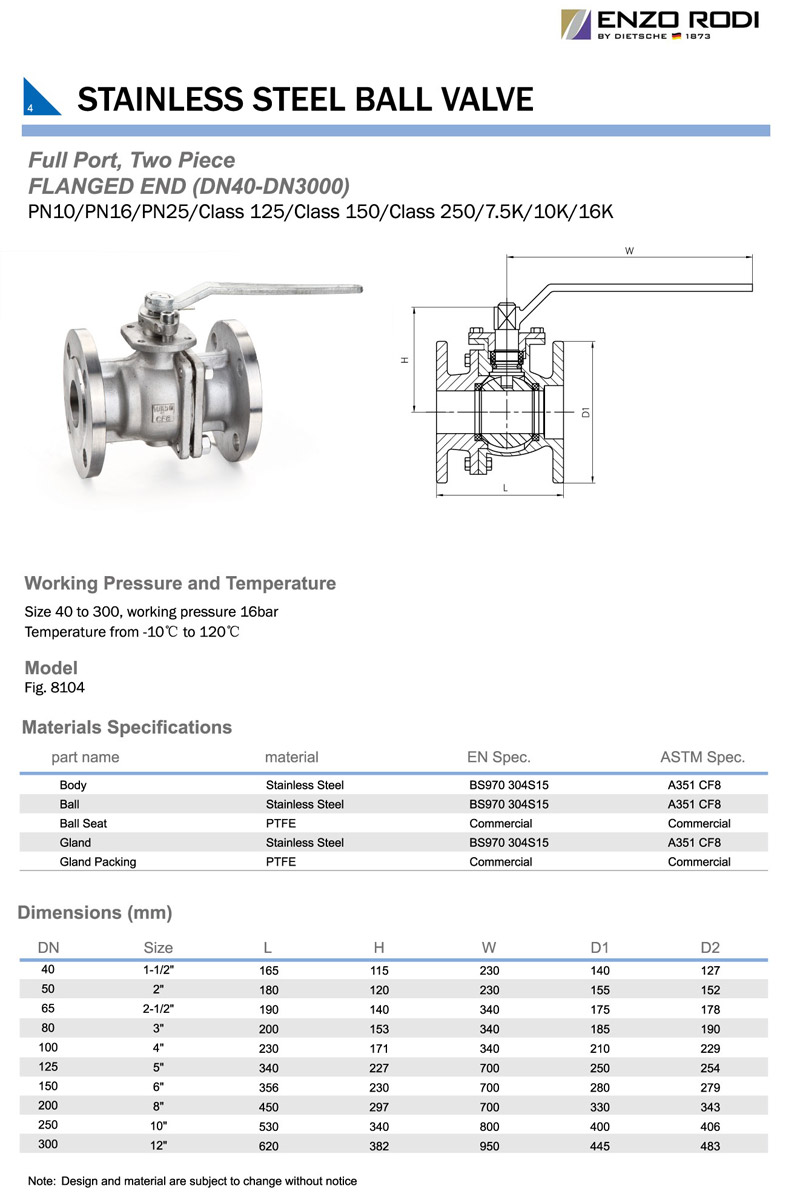 ENZO RODI
BY DIETSCHE 1873
4
STAINLESS STEEL BALL VALVE
Full Port, Two Piece
FLANGED END (DN40-DN3000)
PN10/PN16/PN25/Class 125/Class 150/Class 250/7.5K/10K/16K
W
H
D1
L
CF8
Working Pressure and Temperature
Size 40 to 300, working pressure 16bar
Temperature from -10℃ to 120℃
Model
Fig. 8104
Materials Specifications
part name material EN Spec. ASTM Spec.
Body Stainless Steel BS970 304S15 A351 CF8
Ball Stainless Steel BS970 304S15 A351 CF8
Ball Seat PTFE Commercial Commercial
Gland Stainless Steel BS970 304S15 A351 CF8
Gland Packing PTFE Commercial Commercial
Dimensions (mm)
DN Size L H W D1 D2
40 1-1/2" 165 115 230 140 127
50 2" 180 120 230 155 152
65 2-1/2" 190 140 340 175 178
80 3" 200 153 340 185 190
100 4" 230 171 340 210 229
125 5" 340 227 700 250 254
150 6" 356 230 700 280 279
200 8" 450 297 700 330 343
250 10" 530 340 800 400 406
300 12" 620 382 950 445 483
Note: Design and material are subject to change without notice